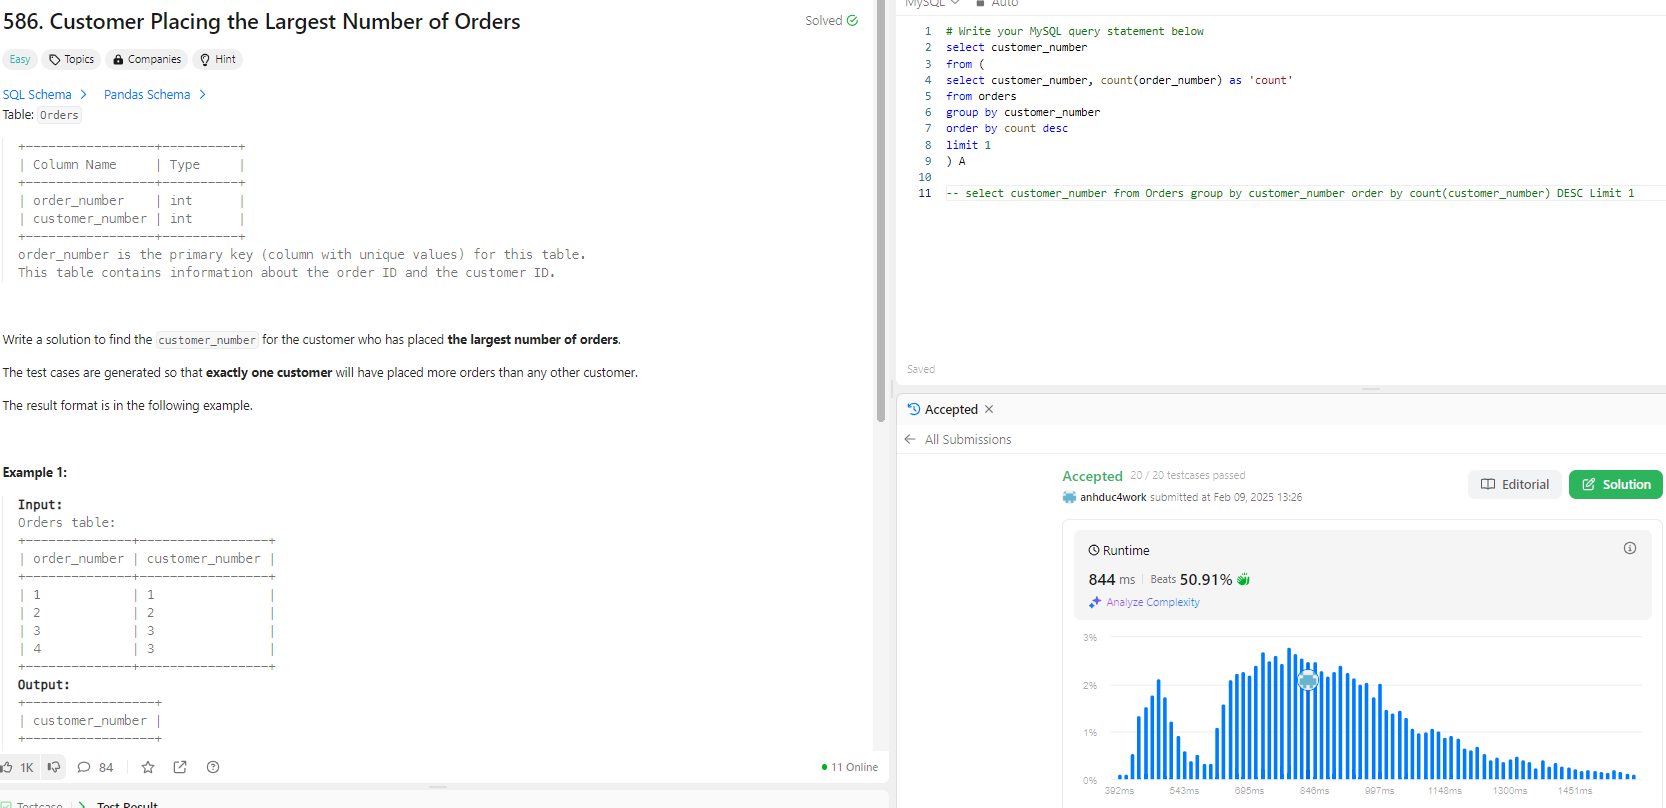 586. Customer Placing the Largest Number of Orders
Solved
Easy
Topics
Companies
Hint
SQL Schema >
Pandas Schema >
Table: Orders
+-----------------+----------+
| Column Name     | Type     |
+-----------------+----------+
| order_number    | int      |
| customer_number | int      |
+-----------------+----------+
order_number is the primary key (column with unique values) for this table.
This table contains information about the order ID and the customer ID.
Write a solution to find the customer_number for the customer who has placed the largest number of orders.
The test cases are generated so that exactly one customer will have placed more orders than any other customer.
The result format is in the following example.
Example 1:
Input:
Orders table:
+--------------+-----------------+
| order_number | customer_number |
+--------------+-----------------+
| 1            | 1               |
| 2            | 2               |
| 3            | 3               |
| 4            | 3               |
+--------------+-----------------+
Output:
+-----------------+
| customer_number |
+-----------------+
1K
84
11 Online
Testcase
Test Result
MySQL
Auto
1 # Write your MySQL query statement below
2 select customer_number
3 from (
4 select customer_number, count(order_number) as 'count'
5 from orders
6 group by customer_number
7 order by count desc
8 limit 1
9 ) A
10
11 -- select customer_number from Orders group by customer_number order by count(customer_number) DESC Limit 1
Saved
Accepted
All Submissions
Accepted 20 / 20 testcases passed
anhduc4work submitted at Feb 09, 2025 13:26
Editorial
Solution
Runtime
844 ms | Beats 50.91%
Analyze Complexity
3%
2%
1%
0%
392ms 543ms 695ms 846ms 997ms 1148ms 1300ms 1451ms